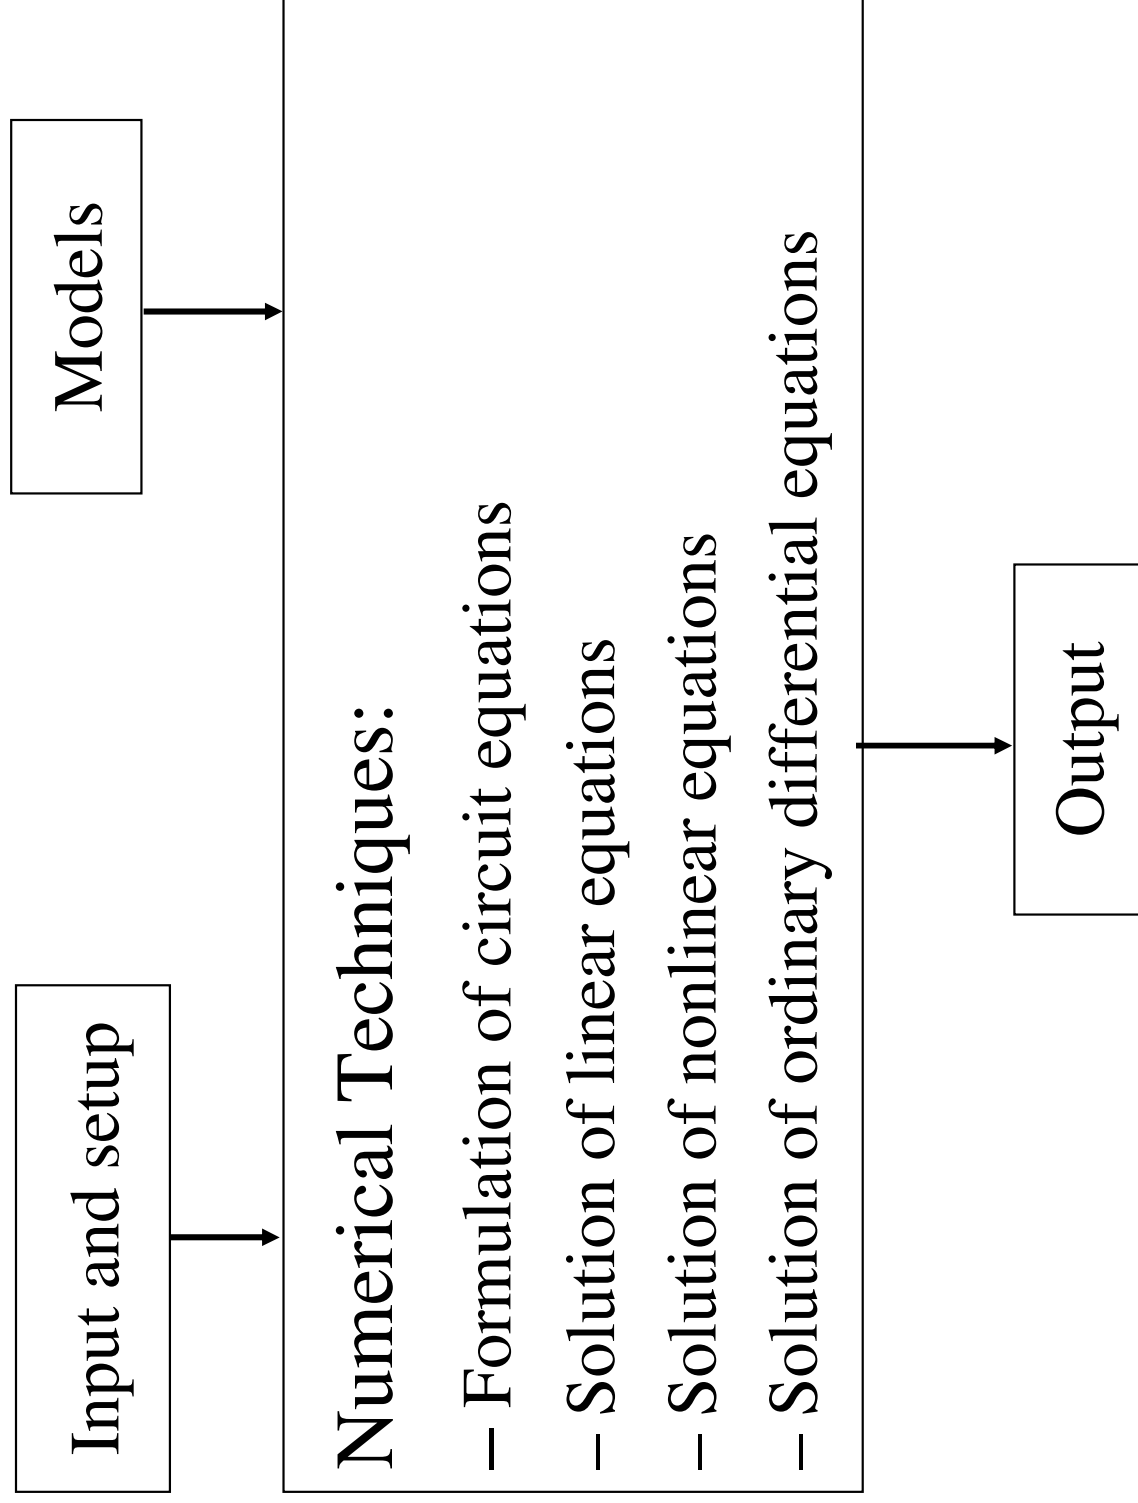 Input and setup
Models
Numerical Techniques:
– Formulation of circuit equations
– Solution of linear equations
– Solution of nonlinear equations
– Solution of ordinary differential equations
Output